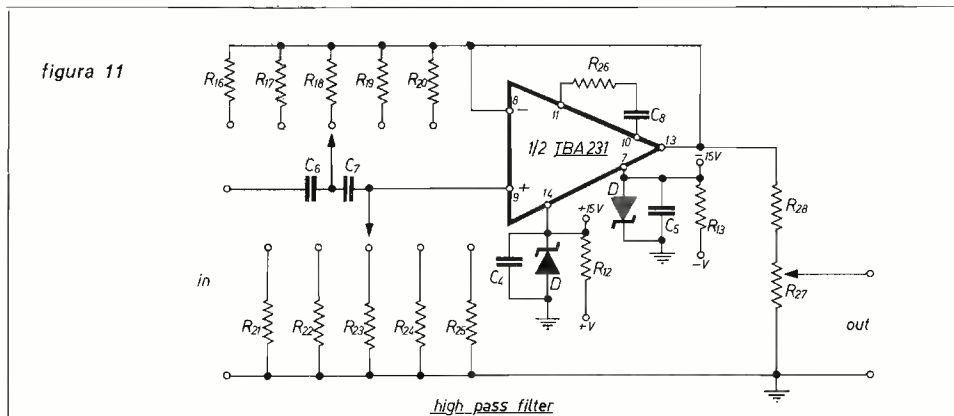 figura 11
R16
R17
R18
R19
R20
R26
C8
11
8
−
10
13
1/2 TBA231
7
−15V
C6
C7
+
9
14
D
C5
R13
−V
R28
+15V
C4
D
R12
+V
R27
in
R21
R22
R23
R24
R25
out
high pass filter